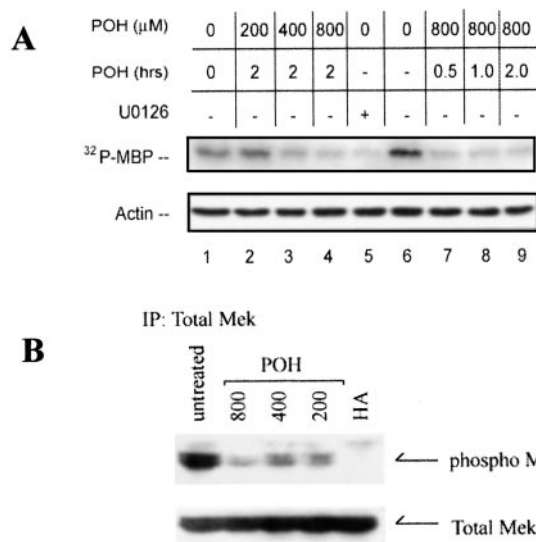 A
POH (μM) 0 200 400 800 0 0 800 800 800
POH (hrs) 0 2 2 2 - - 0.5 1.0 2.0
U0126 - - - - + - - - -
³²P-MBP --
Actin --
1 2 3 4 5 6 7 8 9
IP: Total Mek
B
untreated POH 800 400 200 HA
phospho M
Total Mek